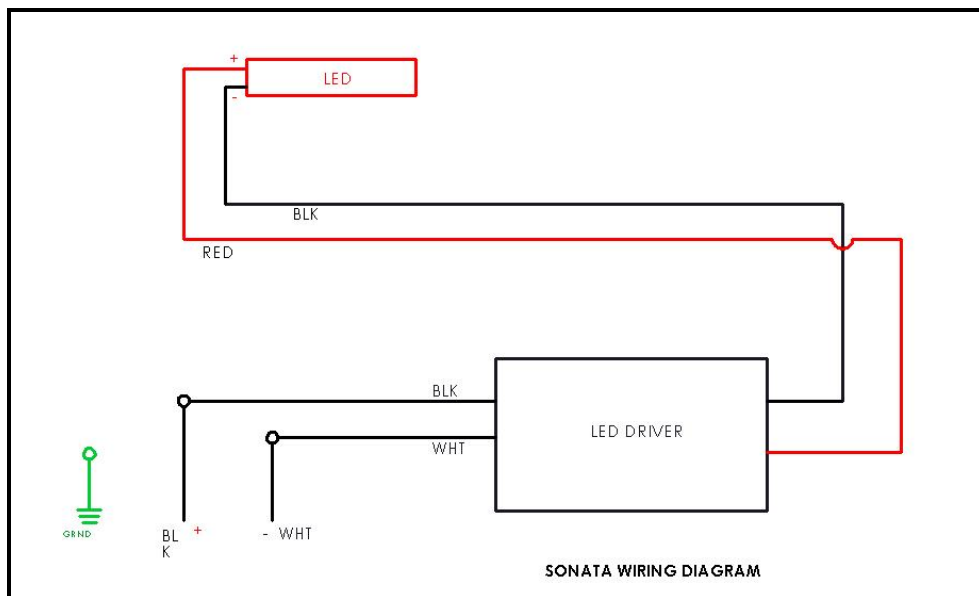 +
LED
-
BLK
RED
BLK
LED DRIVER
WHT
GRND
BL
K
+
- WHT
SONATA WIRING DIAGRAM